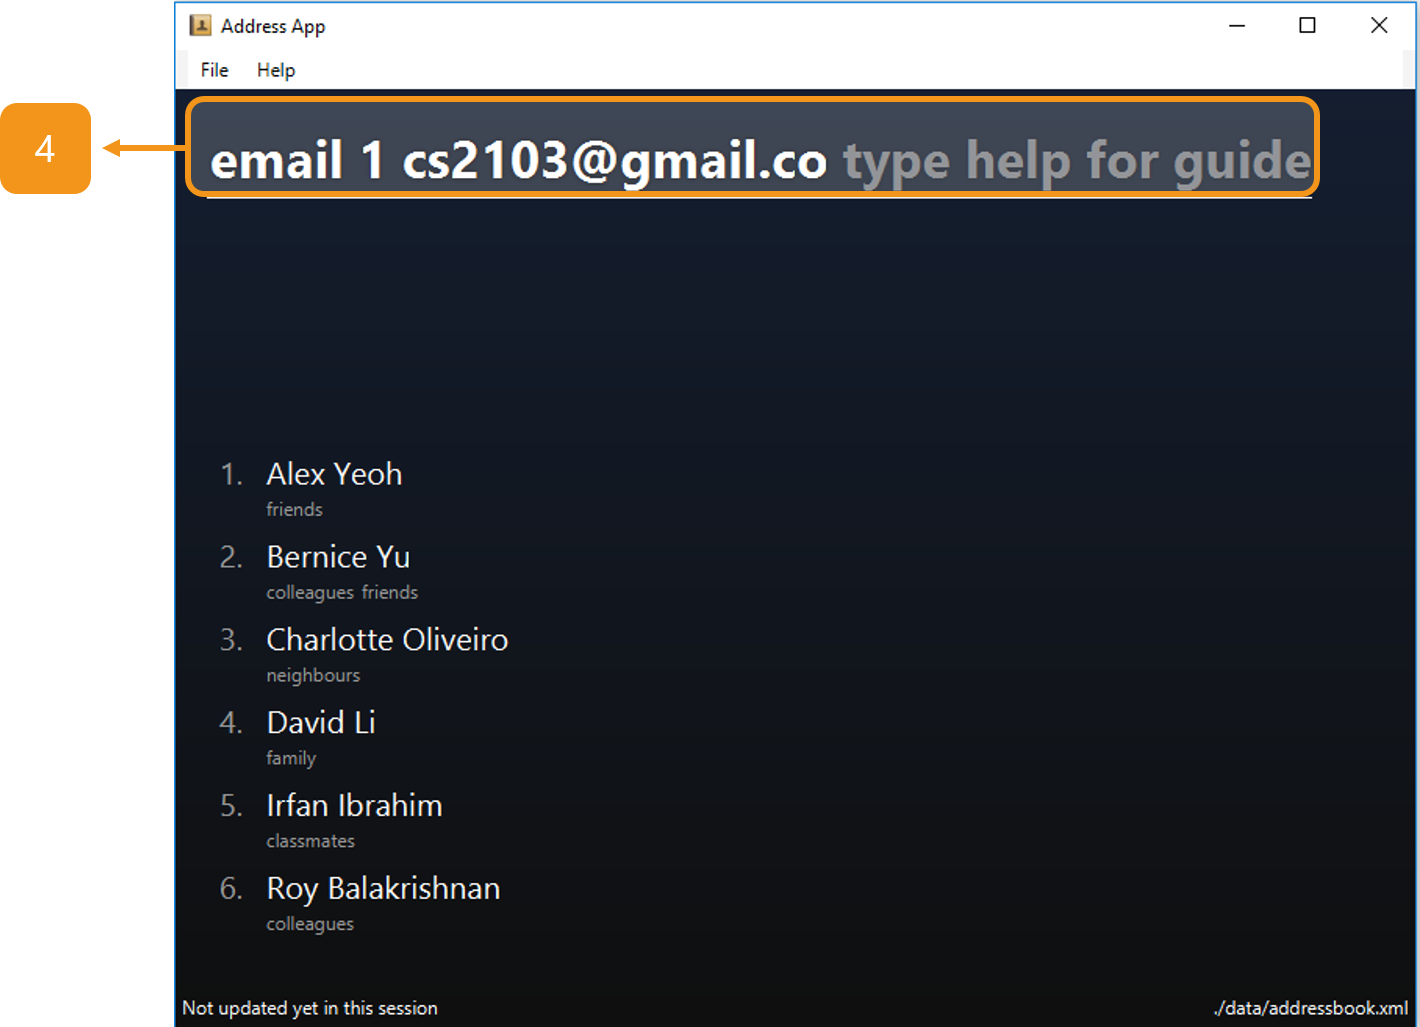 Address App
File Help
4
email 1 cs2103@gmail.co type help for guide
1. Alex Yeoh
friends
2. Bernice Yu
colleagues friends
3. Charlotte Oliveiro
neighbours
4. David Li
family
5. Irfan Ibrahim
classmates
6. Roy Balakrishnan
colleagues
Not updated yet in this session ./data/addressbook.xml